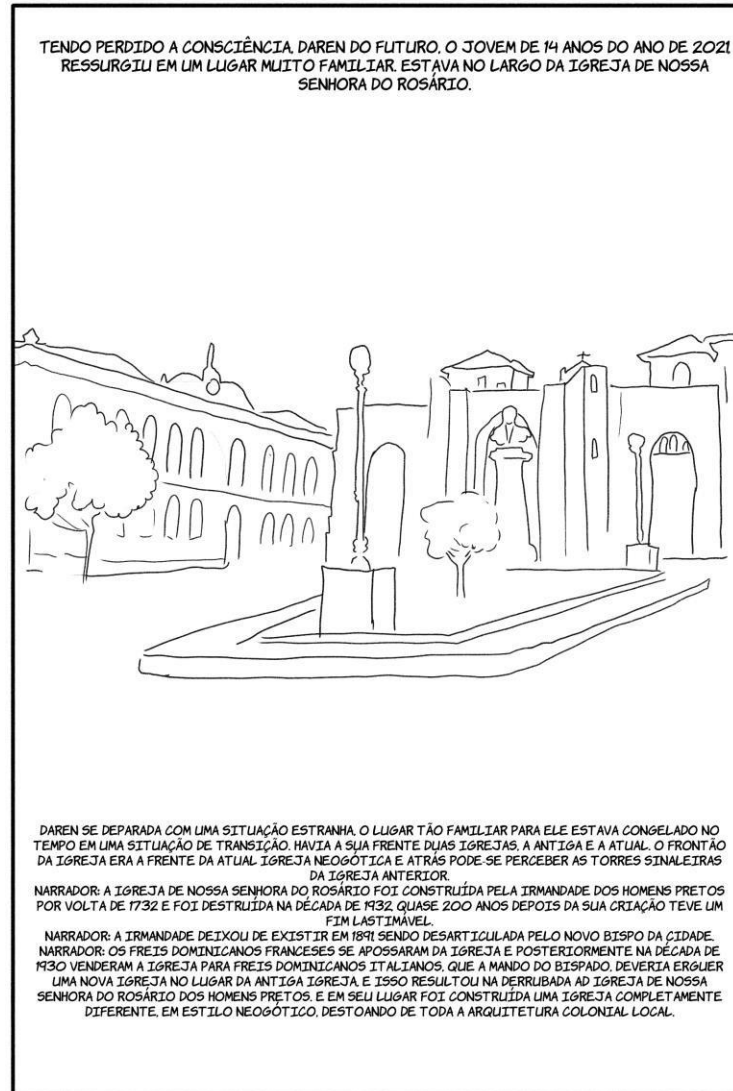 TENDO PERDIDO A CONSCIÊNCIA, DAREN DO FUTURO, O JOVEM DE 14 ANOS DO ANO DE 2021
RESSURGIU EM UM LUGAR MUITO FAMILIAR. ESTAVA NO LARGO DA IGREJA DE NOSSA
SENHORA DO ROSÁRIO.
DAREN SE DEPARADA COM UMA SITUAÇÃO ESTRANHA, O LUGAR TÃO FAMILIAR PARA ELE ESTAVA CONGELADO NO
TEMPO EM UMA SITUAÇÃO DE TRANSIÇÃO. HAVIA A SUA FRENTE DUAS IGREJAS, A ANTIGA E A ATUAL. O FRONTÃO
DA IGREJA ERA A FRENTE DA ATUAL IGREJA NEOGÓTICA E ATRÁS PODE-SE PERCEBER AS TORRES SINALEIRAS
DA IGREJA ANTERIOR.
NARRADOR: A IGREJA DE NOSSA SENHORA DO ROSÁRIO FOI CONSTRUÍDA PELA IRMANDADE DOS HOMENS PRETOS
POR VOLTA DE 1732 E FOI DESTRUÍDA NA DÉCADA DE 1932, QUASE 200 ANOS DEPOIS DA SUA CRIAÇÃO TEVE UM
FIM LASTIMÁVEL.
NARRADOR: A IRMANDADE DEIXOU DE EXISTIR EM 1891, SENDO DESARTICULADA PELO NOVO BISPO DA CIDADE.
NARRADOR: OS FREIS DOMINICANOS FRANCESES SE APOSSARAM DA IGREJA E POSTERIORMENTE NA DÉCADA DE
1930 VENDERAM A IGREJA PARA FREIS DOMINICANOS ITALIANOS, QUE A MANDO DO BISPADO, DEVERIA ERGUER
UMA NOVA IGREJA NO LUGAR DA ANTIGA IGREJA, E ISSO RESULTOU NA DERRUBADA AD IGREJA DE NOSSA
SENHORA DO ROSÁRIO DOS HOMENS PRETOS, E EM SEU LUGAR FOI CONSTRUÍDA UMA IGREJA COMPLETAMENTE
DIFERENTE, EM ESTILO NEOGÓTICO, DESTOANDO DE TODA A ARQUITETURA COLONIAL LOCAL.